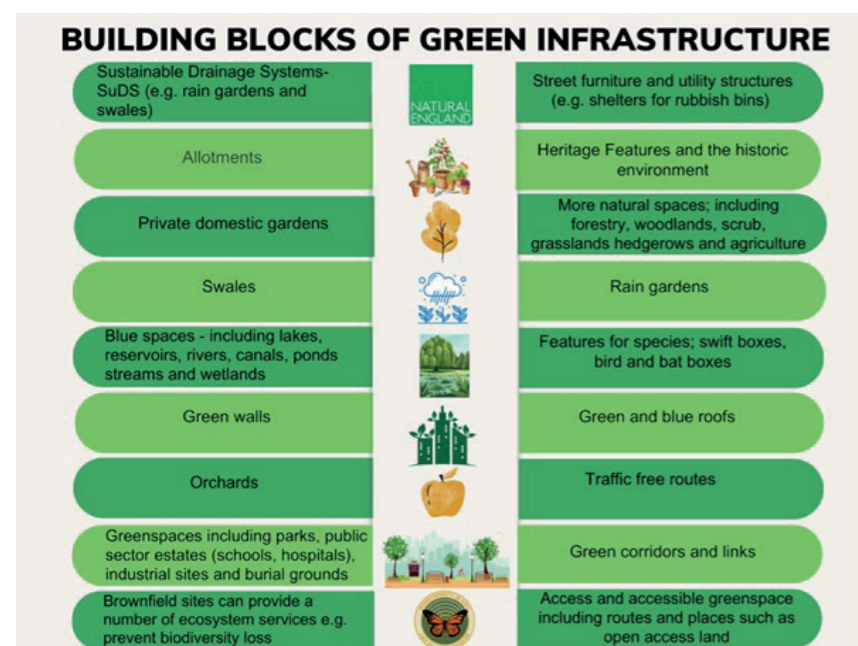 BUILDING BLOCKS OF GREEN INFRASTRUCTURE
Sustainable Drainage Systems-
SuDS (e.g. rain gardens and
swales)
NATURAL
ENGLAND
Street furniture and utility structures
(e.g. shelters for rubbish bins)
Allotments
Heritage Features and the historic
environment
Private domestic gardens
More natural spaces; including
forestry, woodlands, scrub,
grasslands hedgerows and agriculture
Swales
Rain gardens
Blue spaces - including lakes,
reservoirs, rivers, canals, ponds
streams and wetlands
Features for species; swift boxes,
bird and bat boxes
Green walls
Green and blue roofs
Orchards
Traffic free routes
Greenspaces including parks, public
sector estates (schools, hospitals),
industrial sites and burial grounds
Green corridors and links
Brownfield sites can provide a
number of ecosystem services e.g.
prevent biodiversity loss
Access and accessible greenspace
including routes and places such as
open access land